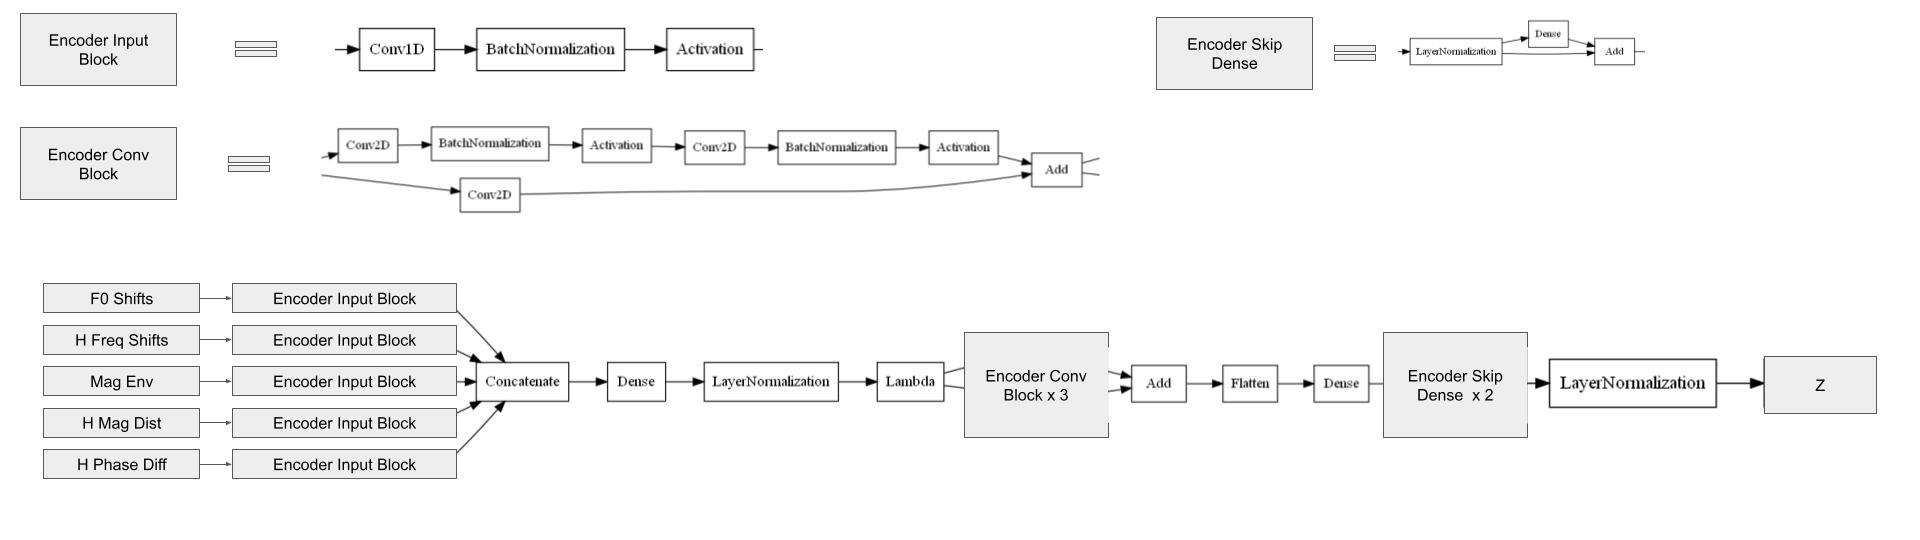 Encoder Input
Block
Conv1D
BatchNormalization
Activation
Encoder Skip
Dense
LayerNormalization
Dense
Add
Encoder Conv
Block
Conv2D
BatchNormalization
Activation
Conv2D
BatchNormalization
Activation
Conv2D
Add
F0 Shifts
Encoder Input Block
H Freq Shifts
Encoder Input Block
Mag Env
Encoder Input Block
H Mag Dist
Encoder Input Block
H Phase Diff
Encoder Input Block
Concatenate
Dense
LayerNormalization
Lambda
Encoder Conv
Block x 3
Add
Flatten
Dense
Encoder Skip
Dense x 2
LayerNormalization
Z